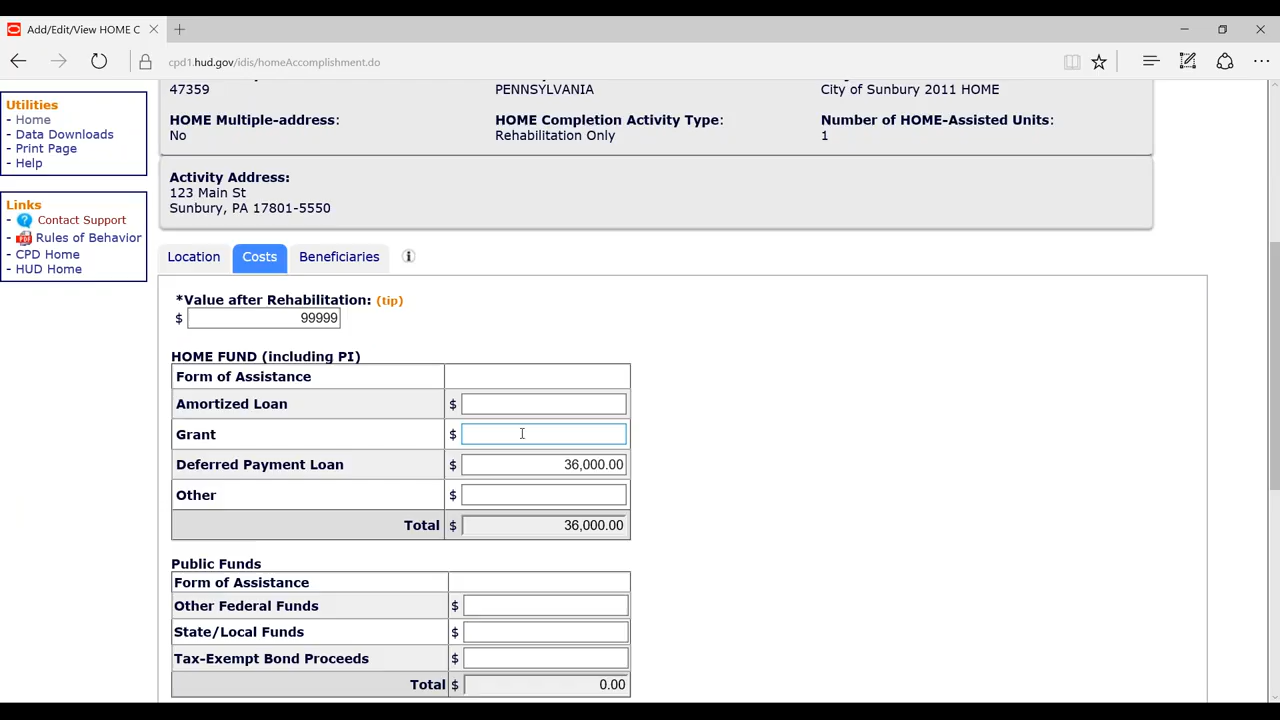 Add/Edit/View HOME C
cpd1.hud.gov/idis/homeAccomplishment.do
47359 PENNSYLVANIA City of Sunbury 2011 HOME
HOME Multiple-address: HOME Completion Activity Type: Number of HOME-Assisted Units:
No Rehabilitation Only 1
Activity Address:
123 Main St
Sunbury, PA 17801-5550
Utilities
- Home
- Data Downloads
- Print Page
- Help
Links
- Contact Support
- Rules of Behavior
- CPD Home
- HUD Home
Location Costs Beneficiaries
*Value after Rehabilitation: (tip)
$ 99999
HOME FUND (including PI)
Form of Assistance
Amortized Loan $
Grant $
Deferred Payment Loan $ 36,000.00
Other $
Total $ 36,000.00
Public Funds
Form of Assistance
Other Federal Funds $
State/Local Funds $
Tax-Exempt Bond Proceeds $
Total $ 0.00